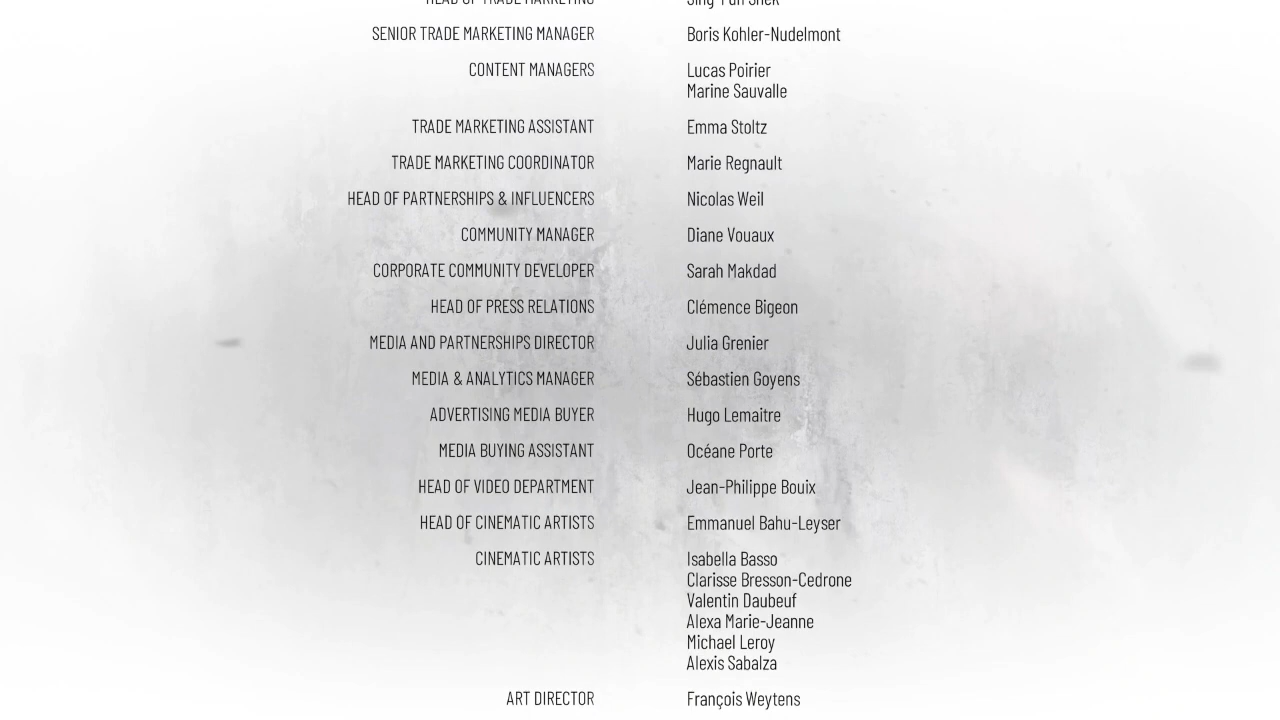 HEAD OF TRADE MARKETING
SENIOR TRADE MARKETING MANAGER Boris Kohler-Nudelmont
CONTENT MANAGERS Lucas Poirier
Marine Sauvalle
TRADE MARKETING ASSISTANT Emma Stoltz
TRADE MARKETING COORDINATOR Marie Regnault
HEAD OF PARTNERSHIPS & INFLUENCERS Nicolas Weil
COMMUNITY MANAGER Diane Vouaux
CORPORATE COMMUNITY DEVELOPER Sarah Makdad
HEAD OF PRESS RELATIONS Clémence Bigeon
MEDIA AND PARTNERSHIPS DIRECTOR Julia Grenier
MEDIA & ANALYTICS MANAGER Sébastien Goyens
ADVERTISING MEDIA BUYER Hugo Lemaitre
MEDIA BUYING ASSISTANT Océane Porte
HEAD OF VIDEO DEPARTMENT Jean-Philippe Bouix
HEAD OF CINEMATIC ARTISTS Emmanuel Bahu-Leyser
CINEMATIC ARTISTS Isabella Basso
Clarisse Bresson-Cedrone
Valentin Daubeuf
Alexa Marie-Jeanne
Michael Leroy
Alexis Sabalza
ART DIRECTOR François Weytens